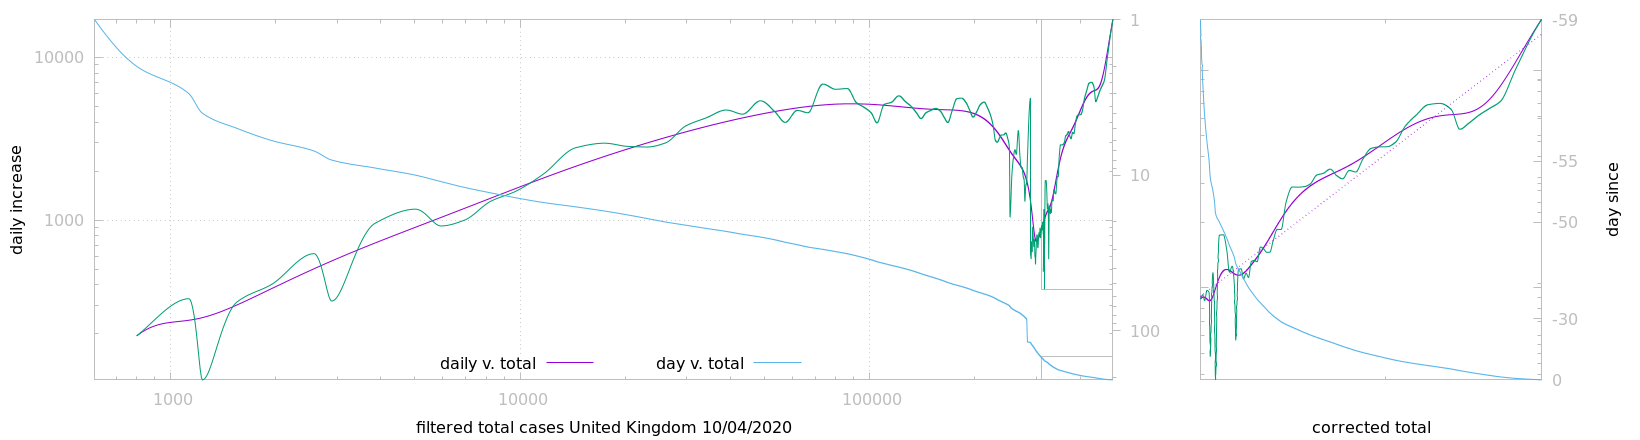 10000
1000
daily increase
1
10
100
daily v. total
day v. total
1000
10000
100000
filtered total cases United Kingdom 10/04/2020
-59
-55
-50
-30
0
day since
corrected total